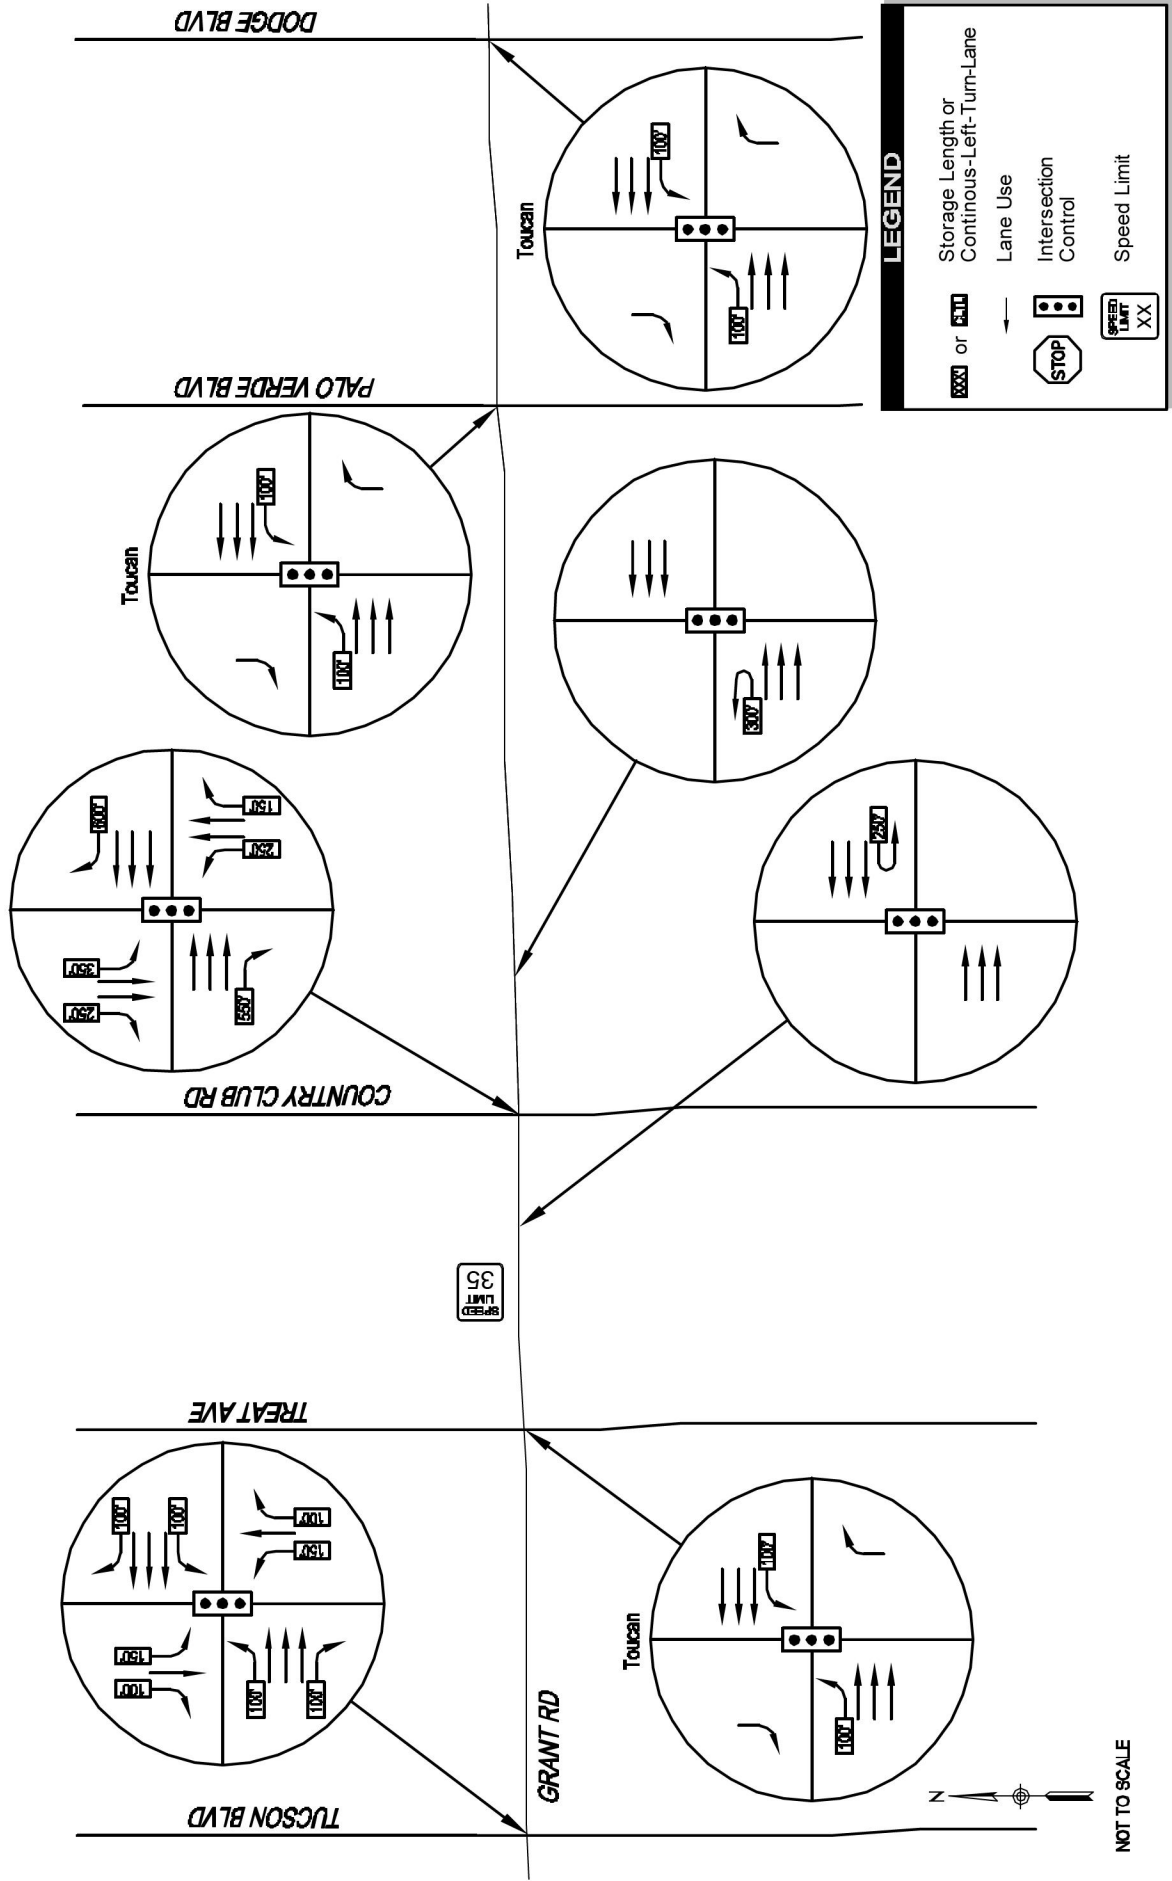 TUCSON BLVD
TREAT AVE
COUNTRY CLUB RD
PALO VERDE BLVD
DODGE BLVD
GRANT RD
SPEED
LIMIT
35
100'
150'
100'
100'
100'
100'
150'
100'
250'
350'
600'
550'
250'
150'
Toucan
100'
100'
Toucan
100'
100'
Toucan
100'
100'
250'
300'
N
NOT TO SCALE
LEGEND
XXX' or CLTL
Storage Length or
Continous-Left-Turn-Lane
Lane Use
STOP
Intersection
Control
SPEED
LIMIT
XX
Speed Limit